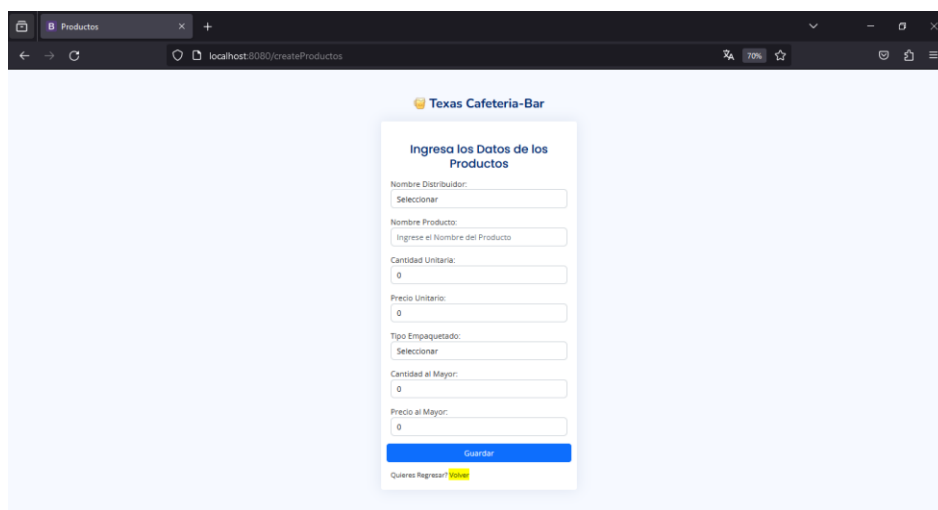 B Productos
localhost:8080/createProductos
70%
Texas Cafeteria-Bar
Ingresa los Datos de los
Productos
Nombre Distribuidor:
Seleccionar
Nombre Producto:
Ingrese el Nombre del Producto
Cantidad Unitaria:
0
Precio Unitario:
0
Tipo Empaquetado:
Seleccionar
Cantidad al Mayor:
0
Precio al Mayor:
0
Guardar
Quieres Regresar? Volver